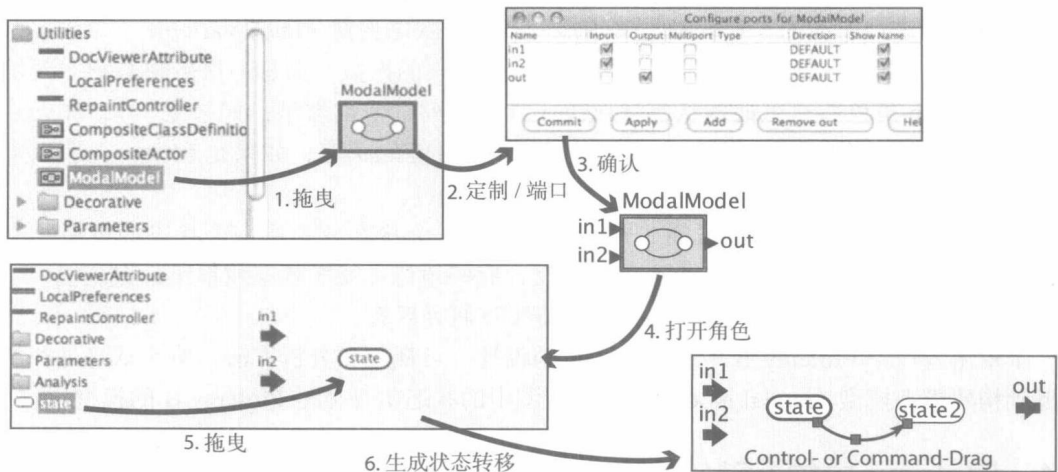 Utilities
DocViewerAttribute
LocalPreferences
RepaintController
CompositeClassDefinitio
CompositeActor
ModalModel
Decorative
Parameters
1.拖曳
ModalModel
2.定制 / 端口
Configure ports for ModalModel
Name Input Output Multiport Type Direction Show Name
in1 DEFAULT
in2 DEFAULT
out DEFAULT
Commit Apply Add Remove out Hel
3.确认
ModalModel
in1
in2
out
4.打开角色
DocViewerAttribute
LocalPreferences
RepaintController
Decorative
Parameters
Analysis
state
in1
in2
state
5.拖曳
6.生成状态转移
in1
in2
out
state
state2
Control- or Command-Drag